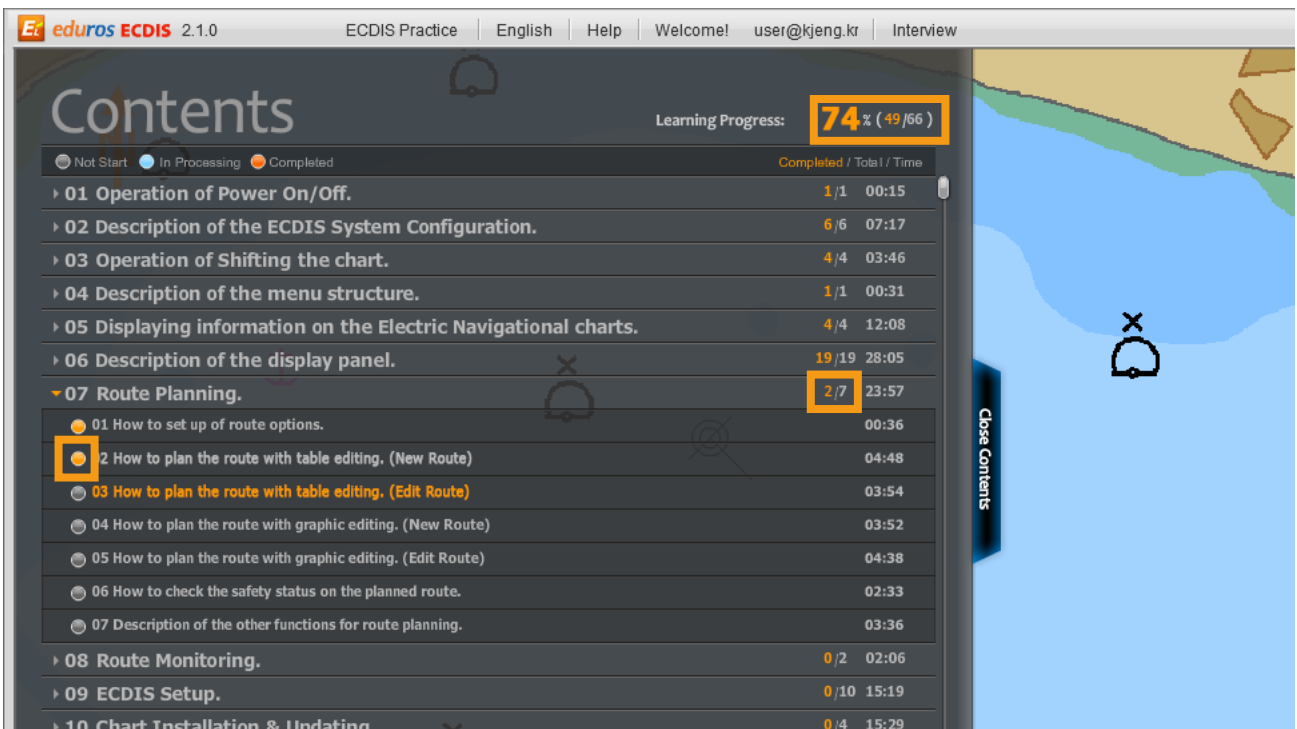 Et eduros ECDIS 2.1.0 ECDIS Practice English Help Welcome! user@kjeng.kr Interview
Contents
Learning Progress: 74 % ( 49/66 )
Not Start In Processing Completed Completed / Total / Time
01 Operation of Power On/Off. 1/1 00:15
02 Description of the ECDIS System Configuration. 6/6 07:17
03 Operation of Shifting the chart. 4/4 03:46
04 Description of the menu structure. 1/1 00:31
05 Displaying information on the Electric Navigational charts. 4/4 12:08
06 Description of the display panel. 19/19 28:05
07 Route Planning. 2/7 23:57
01 How to set up of route options. 00:36
02 How to plan the route with table editing. (New Route) 04:48
03 How to plan the route with table editing. (Edit Route) 03:54
04 How to plan the route with graphic editing. (New Route) 03:52
05 How to plan the route with graphic editing. (Edit Route) 04:38
06 How to check the safety status on the planned route. 02:33
07 Description of the other functions for route planning. 03:36
08 Route Monitoring. 0/2 02:06
09 ECDIS Setup. 0/10 15:19
10 Chart Installation & Updating 0/4 15:29
Close Contents